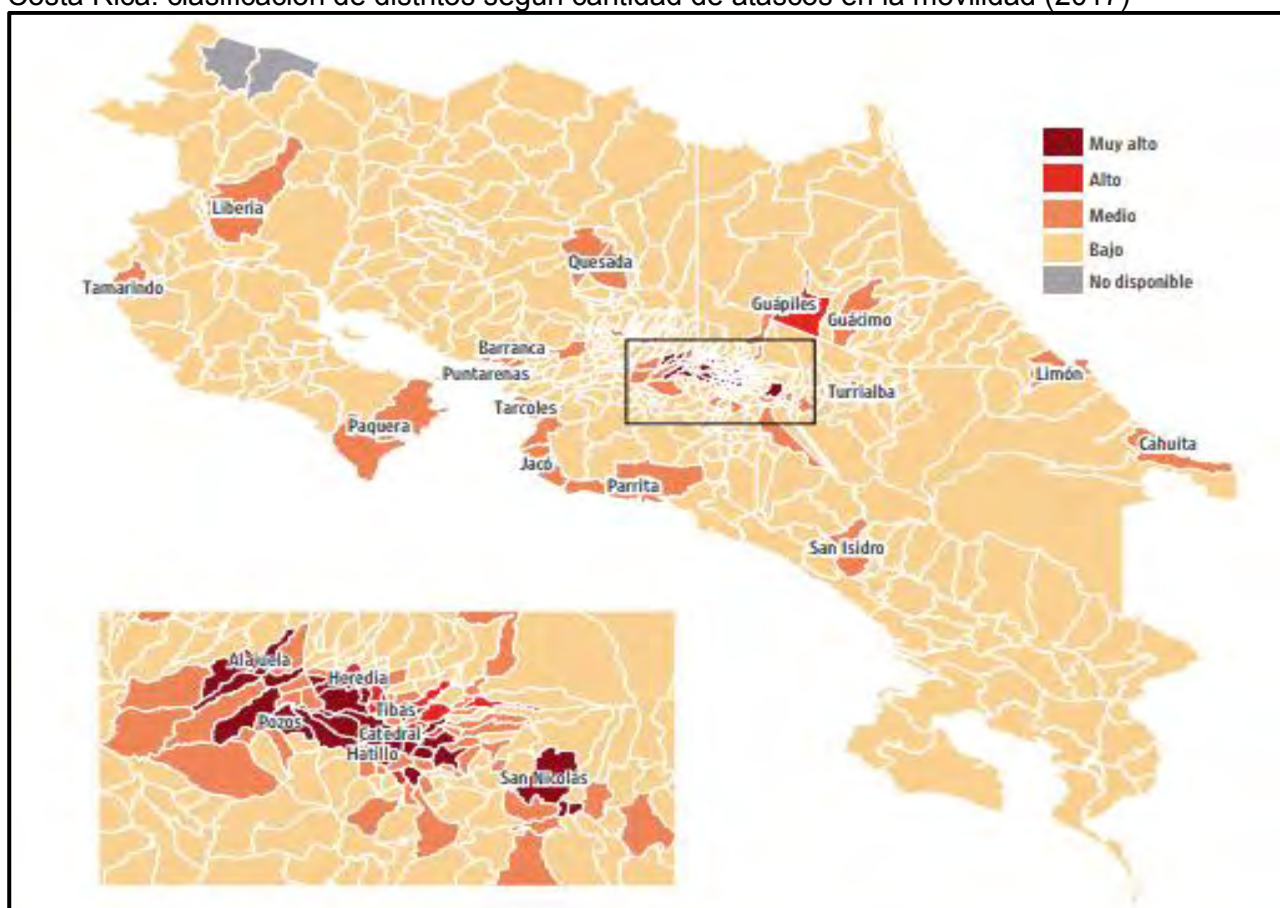 Costa Rica: clasificación de distritos según cantidad de atascos en la movilidad (2017)
Muy alto
Alto
Medio
Bajo
No disponible
Liberia
Tamarindo
Quesada
Guápiles
Guácimo
Barranca
Puntarenas
Limón
Turrialba
Tarcoles
Paquera
Cahuita
Jacó
Parrita
San Isidro
Alajuela
Heredia
Tibas
Pozos
Catedral
Hatillo
San Nicolás